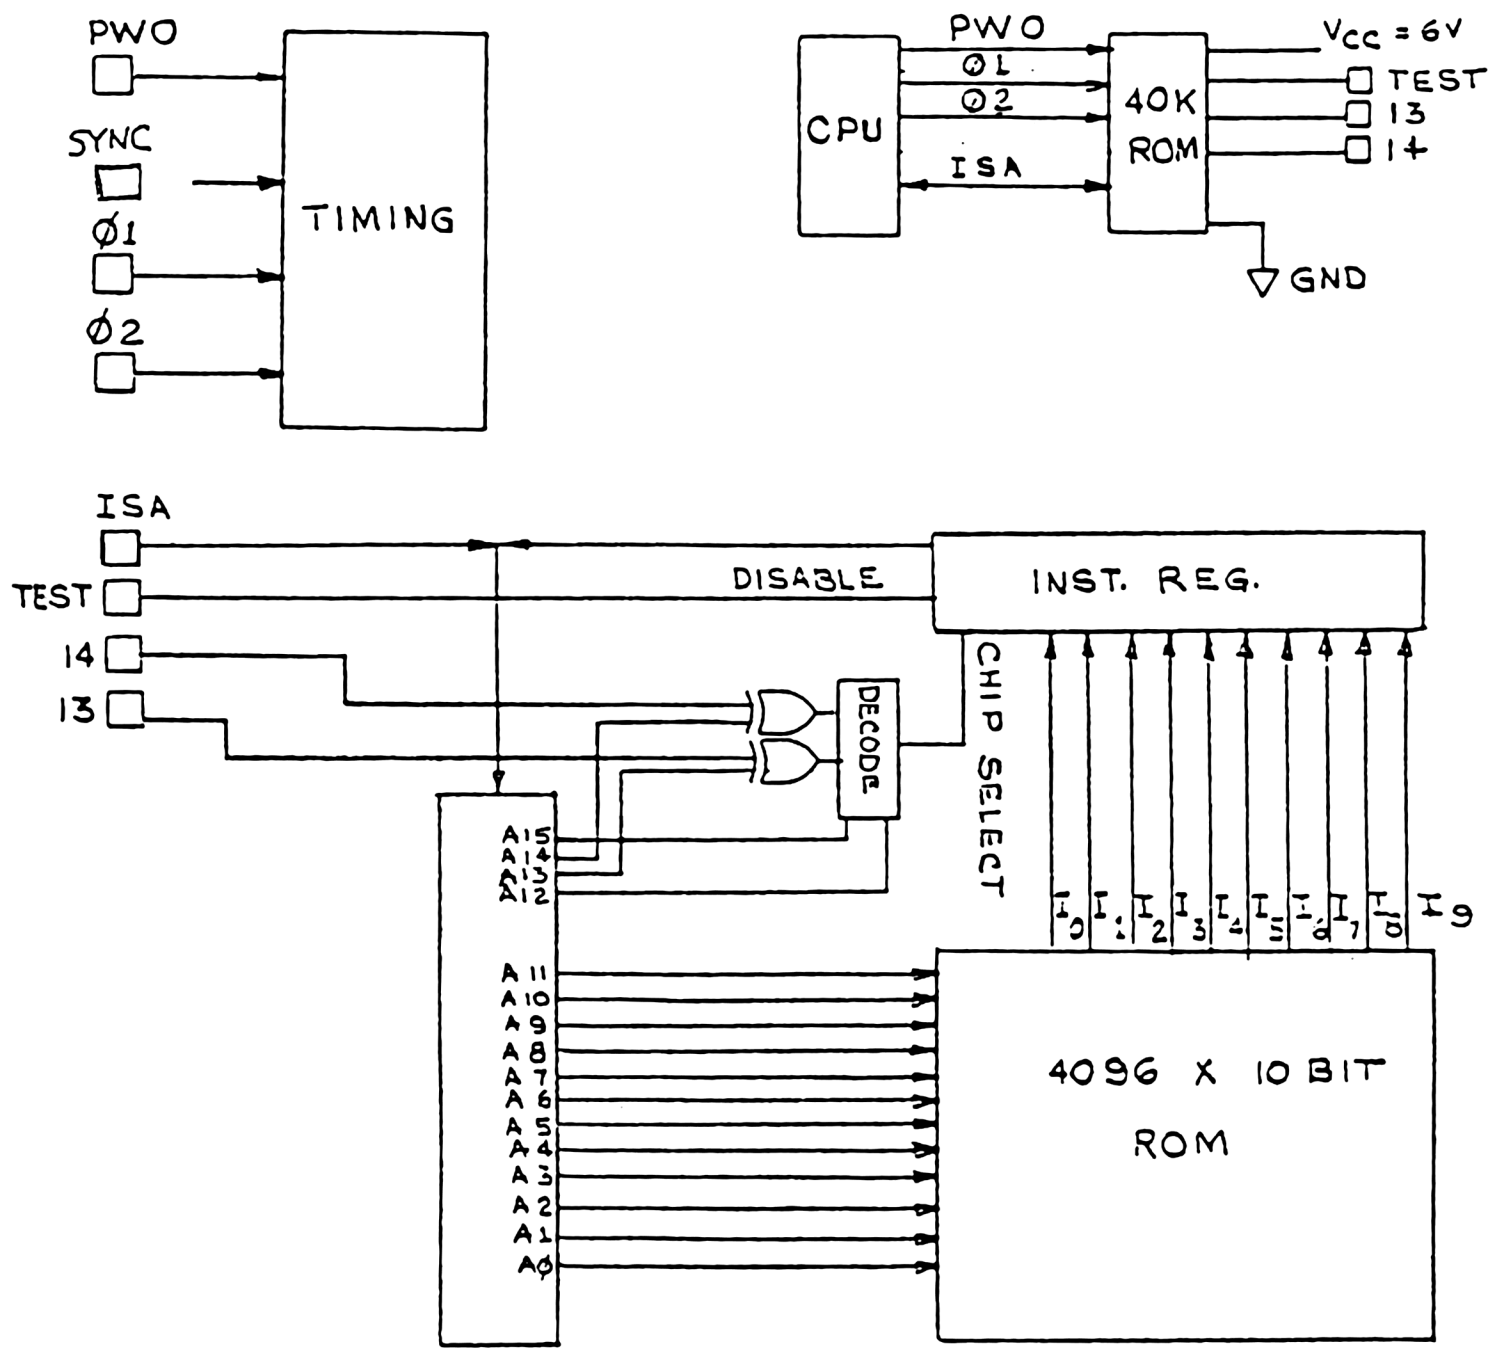 PWO
SYNC
Ø1
Ø2
TIMING
PWO
Ø1
Ø2
ISA
CPU
40K
ROM
VCC = 6V
TEST
13
14
GND
ISA
TEST
14
13
DISABLE
INST. REG.
CHIP SELECT
DECODE
A15
A14
A13
A12
A11
A10
A9
A8
A7
A6
A5
A4
A3
A2
A1
AØ
I0 I1 I2 I3 I4 I5 I6 I7 I8 I9
4096 X 10 BIT
ROM